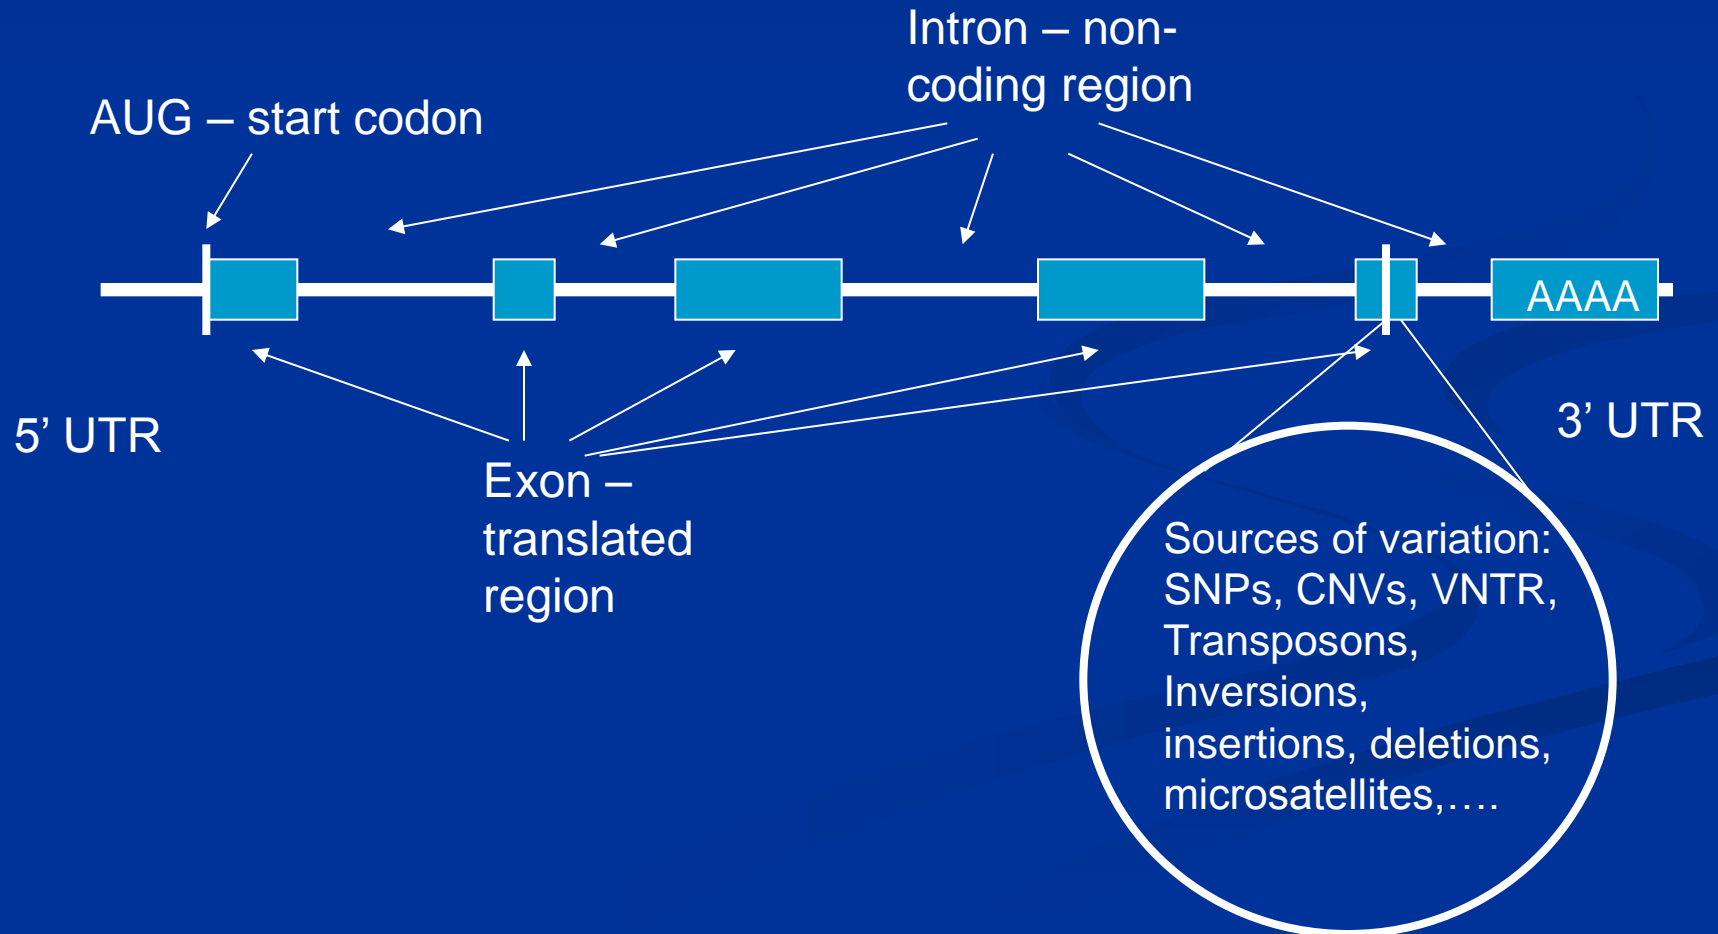 Intron – non-
coding region
AUG – start codon
AAAA
5’ UTR
3’ UTR
Exon –
translated
region
Sources of variation:
SNPs, CNVs, VNTR,
Transposons,
Inversions,
insertions, deletions,
microsatellites,….